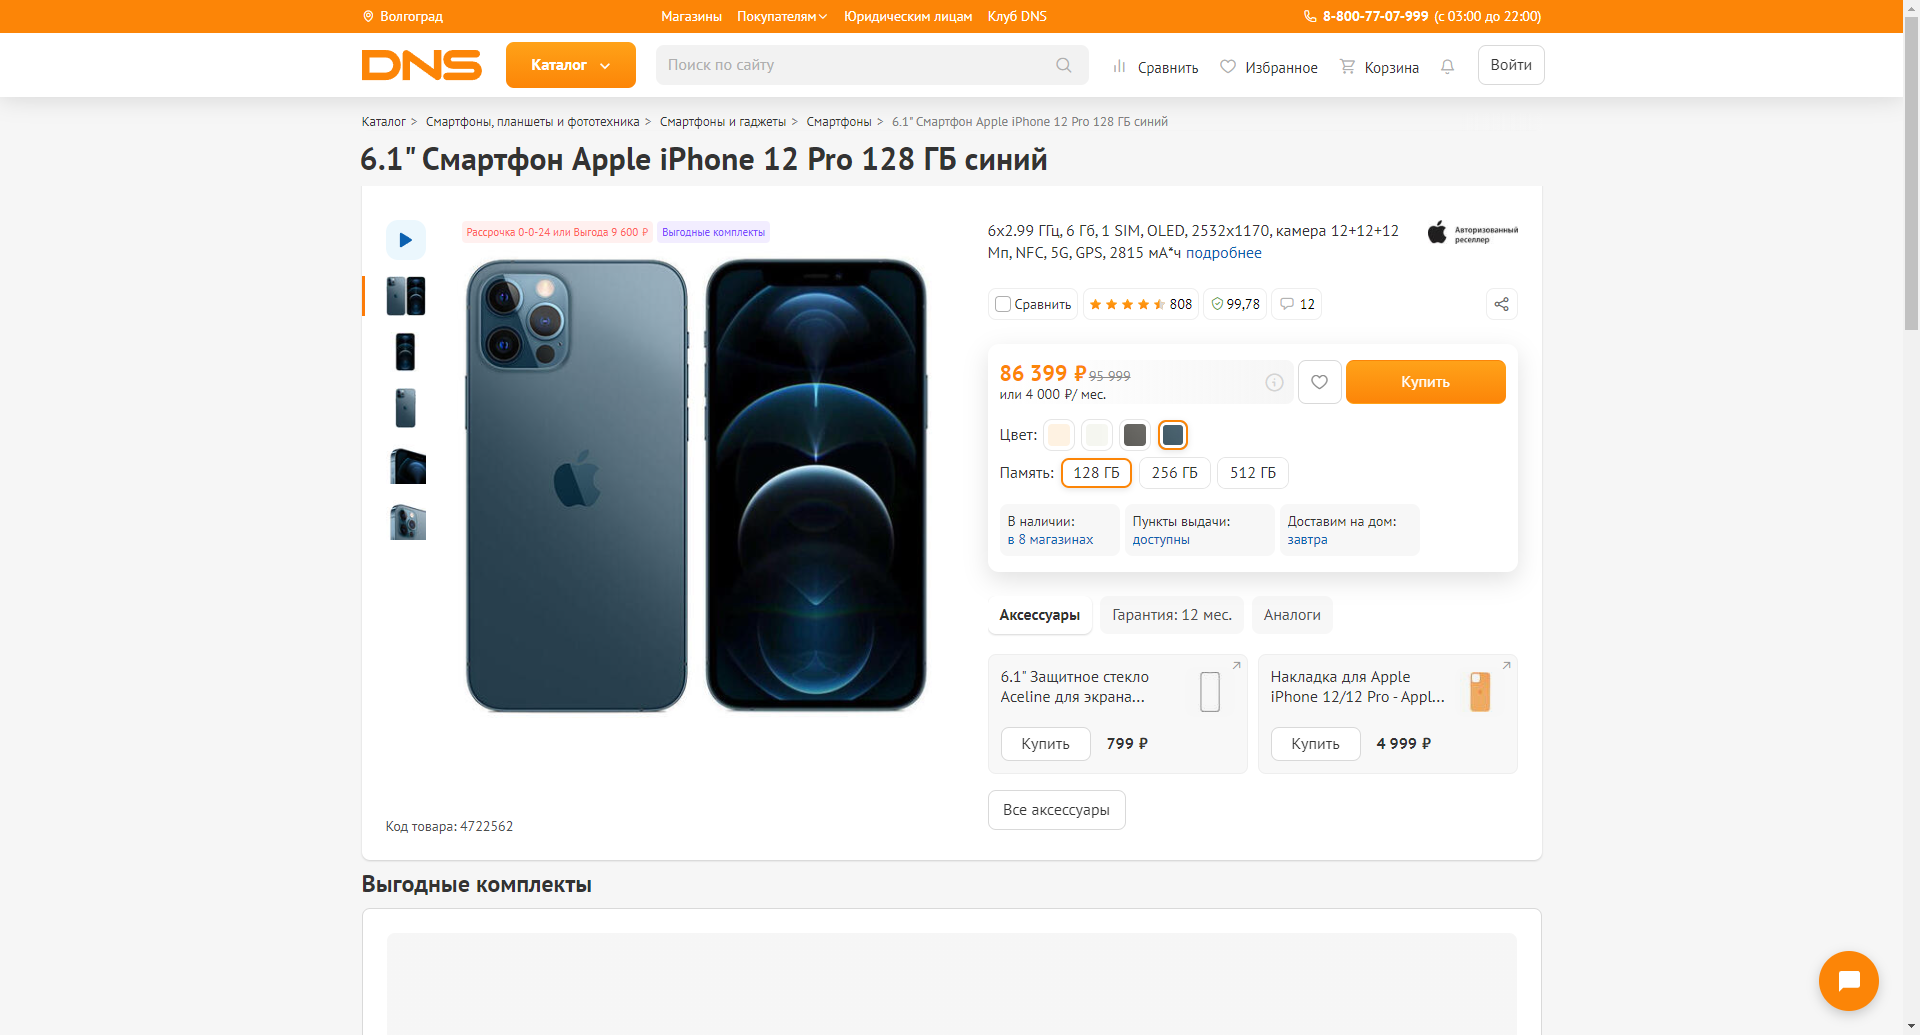 Волгоград
Магазины
Покупателям
Юридическим лицам
Клуб DNS
8-800-77-07-999 (с 03:00 до 22:00)
DNS
Каталог
Поиск по сайту
Сравнить
Избранное
Корзина
Войти
Каталог > Смартфоны, планшеты и фототехника > Смартфоны и гаджеты > Смартфоны > 6.1" Смартфон Apple iPhone 12 Pro 128 ГБ синий
6.1" Смартфон Apple iPhone 12 Pro 128 ГБ синий
Рассрочка 0-0-24 или Выгода 9 600 ₽
Выгодные комплекты
6x2.99 ГГц, 6 Гб, 1 SIM, OLED, 2532x1170, камера 12+12+12
Мп, NFC, 5G, GPS, 2815 мА*ч подробнее
Авторизованный
реселлер
Сравнить
808
99,78
12
86 399 ₽ 95 999
или 4 000 ₽/ мес.
Купить
Цвет:
Память:
128 ГБ
256 ГБ
512 ГБ
В наличии:
в 8 магазинах
Пункты выдачи:
доступны
Доставим на дом:
завтра
Аксессуары
Гарантия: 12 мес.
Аналоги
6.1" Защитное стекло
Aceline для экрана...
Купить
799 ₽
Накладка для Apple
iPhone 12/12 Pro - Appl...
Купить
4 999 ₽
Все аксессуары
Код товара: 4722562
Выгодные комплекты